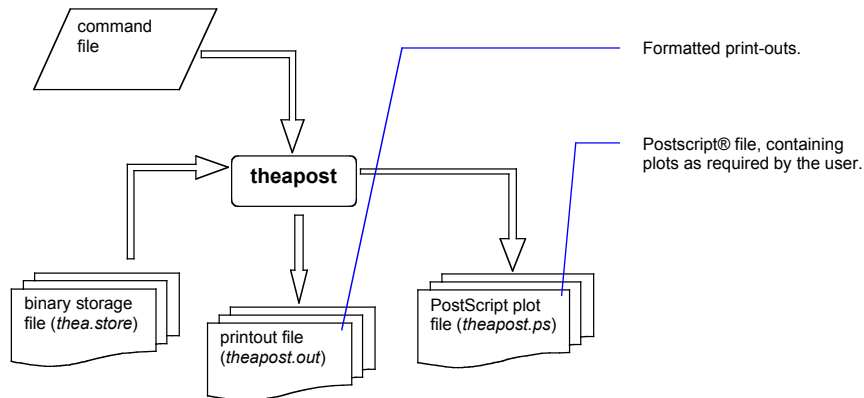 command
file
Formatted print-outs.
Postscript® file, containing
plots as required by the user.
theapost
binary storage
file (thea.store)
printout file
(theapost.out)
PostScript plot
file (theapost.ps)